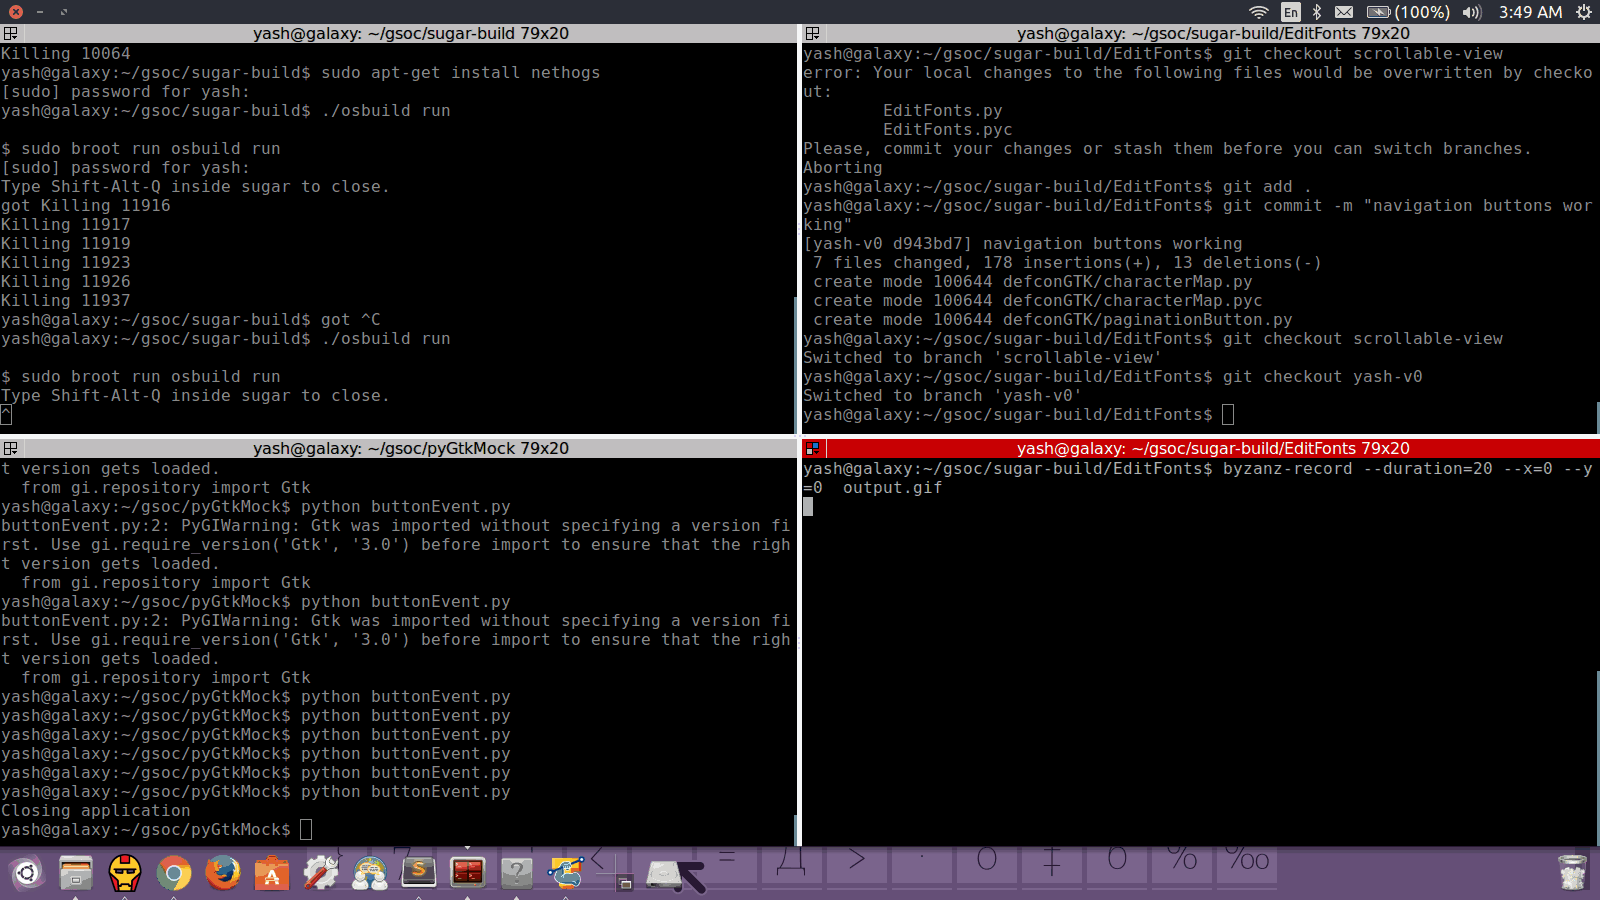 En (100%) 3:49 AM
yash@galaxy: ~/gsoc/sugar-build 79x20
Killing 10064
yash@galaxy:~/gsoc/sugar-build$ sudo apt-get install nethogs
[sudo] password for yash:
yash@galaxy:~/gsoc/sugar-build$ ./osbuild run
$ sudo broot run osbuild run
[sudo] password for yash:
Type Shift-Alt-Q inside sugar to close.
got Killing 11916
Killing 11917
Killing 11919
Killing 11923
Killing 11926
Killing 11937
yash@galaxy:~/gsoc/sugar-build$ got ^C
yash@galaxy:~/gsoc/sugar-build$ ./osbuild run
$ sudo broot run osbuild run
Type Shift-Alt-Q inside sugar to close.
^
yash@galaxy: ~/gsoc/sugar-build/EditFonts 79x20
yash@galaxy:~/gsoc/sugar-build/EditFonts$ git checkout scrollable-view
error: Your local changes to the following files would be overwritten by checko
ut:
EditFonts.py
EditFonts.pyc
Please, commit your changes or stash them before you can switch branches.
Aborting
yash@galaxy:~/gsoc/sugar-build/EditFonts$ git add .
yash@galaxy:~/gsoc/sugar-build/EditFonts$ git commit -m "navigation buttons wor
king"
[yash-v0 d943bd7] navigation buttons working
7 files changed, 178 insertions(+), 13 deletions(-)
create mode 100644 defconGTK/characterMap.py
create mode 100644 defconGTK/characterMap.pyc
create mode 100644 defconGTK/paginationButton.py
yash@galaxy:~/gsoc/sugar-build/EditFonts$ git checkout scrollable-view
Switched to branch 'scrollable-view'
yash@galaxy:~/gsoc/sugar-build/EditFonts$ git checkout yash-v0
Switched to branch 'yash-v0'
yash@galaxy:~/gsoc/sugar-build/EditFonts$
yash@galaxy: ~/gsoc/pyGtkMock 79x20
t version gets loaded.
from gi.repository import Gtk
yash@galaxy:~/gsoc/pyGtkMock$ python buttonEvent.py
buttonEvent.py:2: PyGIWarning: Gtk was imported without specifying a version fi
rst. Use gi.require_version('Gtk', '3.0') before import to ensure that the righ
t version gets loaded.
from gi.repository import Gtk
yash@galaxy:~/gsoc/pyGtkMock$ python buttonEvent.py
buttonEvent.py:2: PyGIWarning: Gtk was imported without specifying a version fi
rst. Use gi.require_version('Gtk', '3.0') before import to ensure that the righ
t version gets loaded.
from gi.repository import Gtk
yash@galaxy:~/gsoc/pyGtkMock$ python buttonEvent.py
yash@galaxy:~/gsoc/pyGtkMock$ python buttonEvent.py
yash@galaxy:~/gsoc/pyGtkMock$ python buttonEvent.py
yash@galaxy:~/gsoc/pyGtkMock$ python buttonEvent.py
yash@galaxy:~/gsoc/pyGtkMock$ python buttonEvent.py
yash@galaxy:~/gsoc/pyGtkMock$ python buttonEvent.py
Closing application
yash@galaxy:~/gsoc/pyGtkMock$
yash@galaxy: ~/gsoc/sugar-build/EditFonts 79x20
yash@galaxy:~/gsoc/sugar-build/EditFonts$ byzanz-record --duration=20 --x=0 --y
=0  output.gif
= Д > · О ‡ % ‰